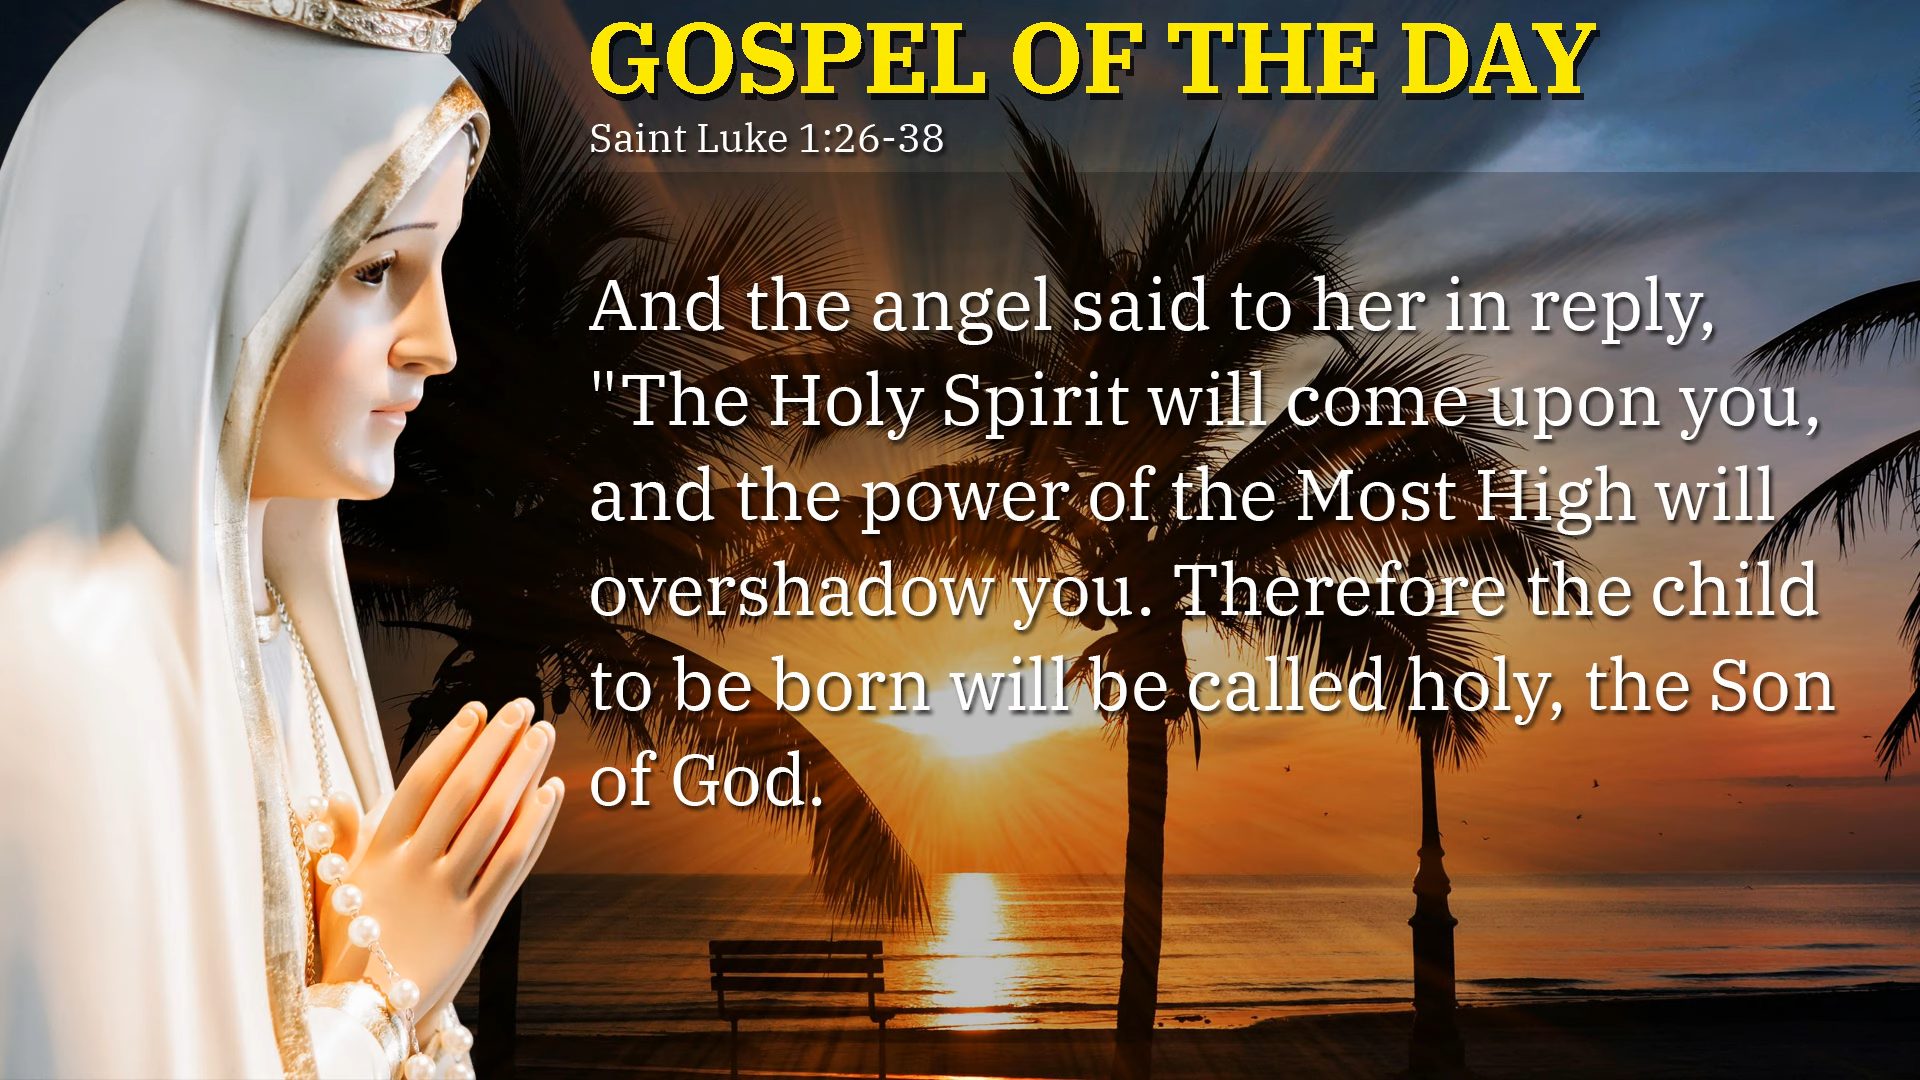 GOSPEL OF THE DAY
Saint Luke 1:26-38
And the angel said to her in reply,
"The Holy Spirit will come upon you,
and the power of the Most High will
overshadow you. Therefore the child
to be born will be called holy, the Son
of God.